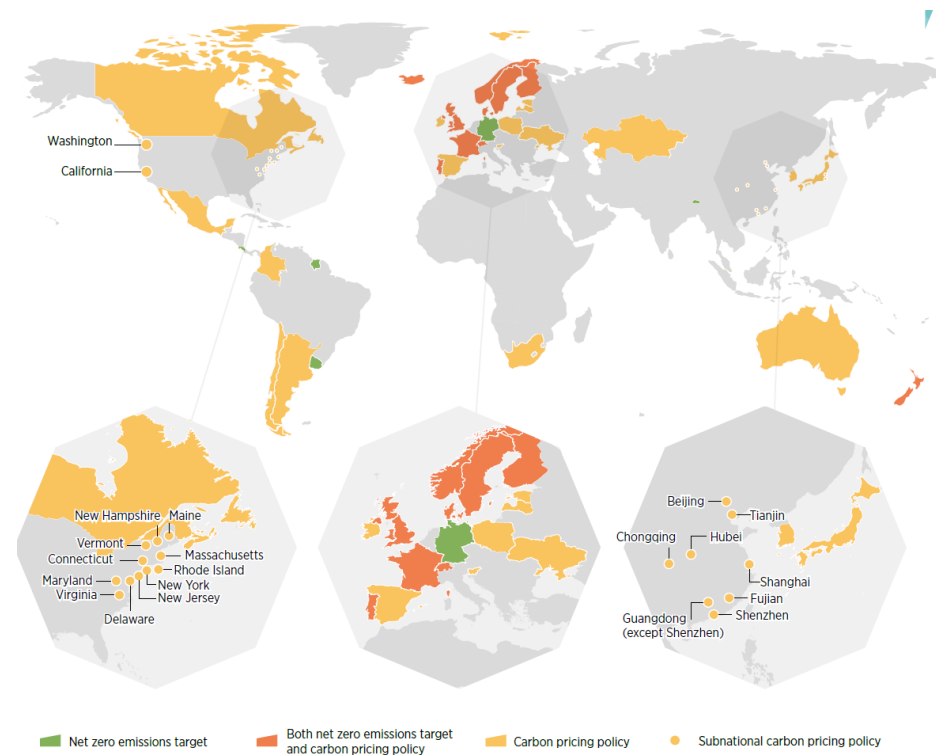 Washington
California
New Hampshire
Maine
Vermont
Connecticut
Massachusetts
Rhode Island
Maryland
New York
Virginia
New Jersey
Delaware
Beijing
Tianjin
Chongqing
Hubei
Shanghai
Fujian
Guangdong
(except Shenzhen)
Shenzhen
Net zero emissions target
Both net zero emissions target
and carbon pricing policy
Carbon pricing policy
Subnational carbon pricing policy